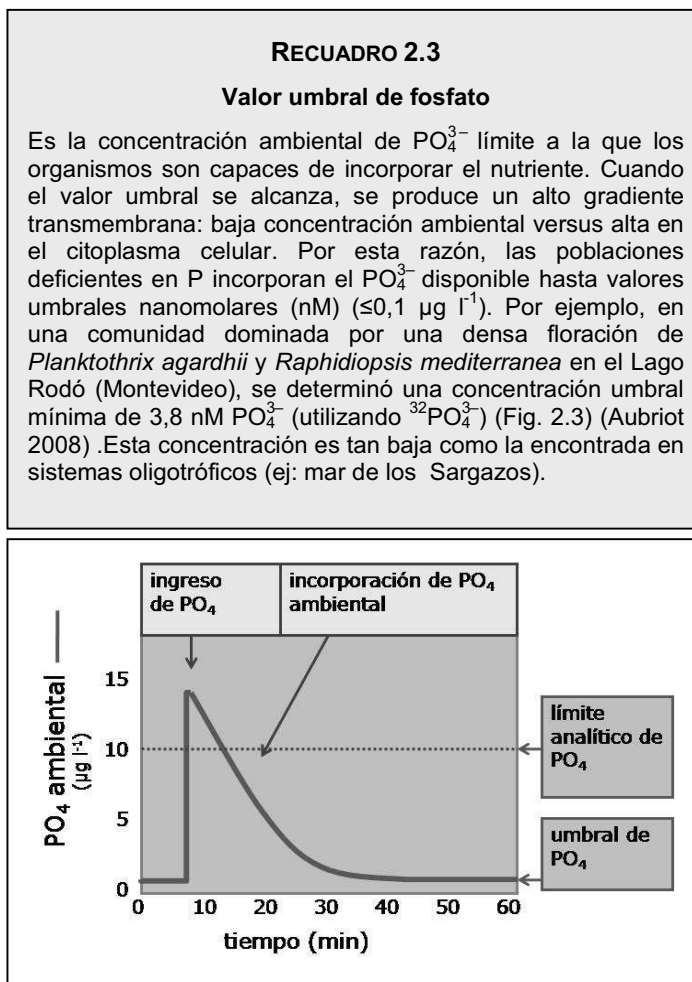 RECUADRO 2.3
Valor umbral de fosfato
Es la concentración ambiental de PO₄³⁻ límite a la que los
organismos son capaces de incorporar el nutriente. Cuando
el valor umbral se alcanza, se produce un alto gradiente
transmembrana: baja concentración ambiental versus alta en
el citoplasma celular. Por esta razón, las poblaciones
deficientes en P incorporan el PO₄³⁻ disponible hasta valores
umbrales nanomolares (nM) (≤0,1 µg l⁻¹). Por ejemplo, en
una comunidad dominada por una densa floración de
Planktothrix agardhii y Raphidiopsis mediterranea en el Lago
Rodó (Montevideo), se determinó una concentración umbral
mínima de 3,8 nM PO₄³⁻ (utilizando ³²PO₄³⁻) (Fig. 2.3) (Aubriot
2008) .Esta concentración es tan baja como la encontrada en
sistemas oligotróficos (ej: mar de los Sargazos).
ingreso
de PO₄
incorporación de PO₄
ambiental
PO₄ ambiental
(µg l⁻¹)
15
10
5
0
límite
analítico de
PO₄
umbral de
PO₄
0 10 20 30 40 50 60
tiempo (min)